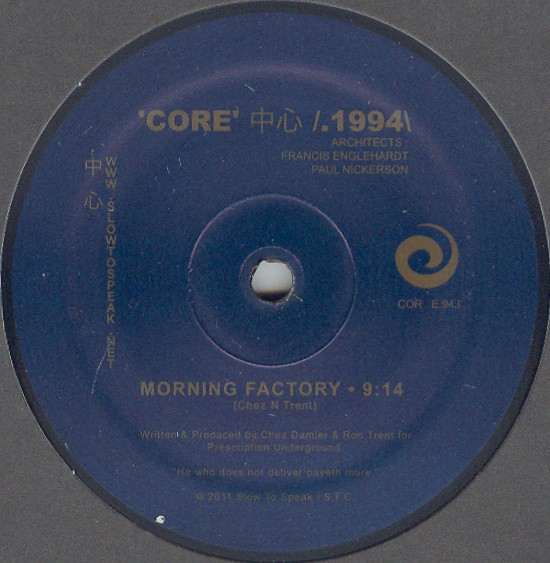 'CORE' 中心 /.1994\
ARCHITECTS :
FRANCIS ENGLEHARDT
PAUL NICKERSON
中心
WWW.SLOWTOSPEAK.NET
COR E.94.
MORNING FACTORY • 9:14
(Chez N Trent)
Written & Produced by Chez Damier & Ron Trent for
Prescription Underground
"He who does not deliver payeth more."
© 2011 Slow To Speak / S.F.C.